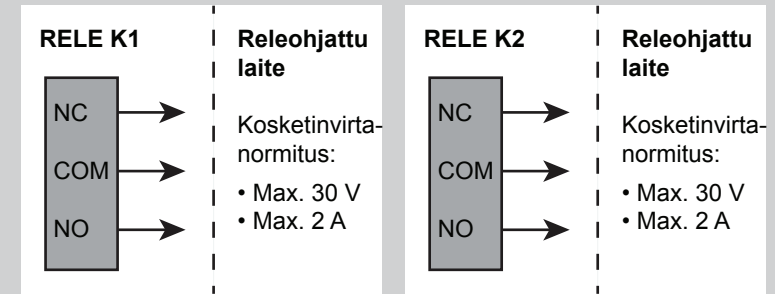 RELE K1
NC
COM
NO
Releohjattu
laite
Kosketinvirta-
normitus:
• Max. 30 V
• Max. 2 A
RELE K2
NC
COM
NO
Releohjattu
laite
Kosketinvirta-
normitus:
• Max. 30 V
• Max. 2 A